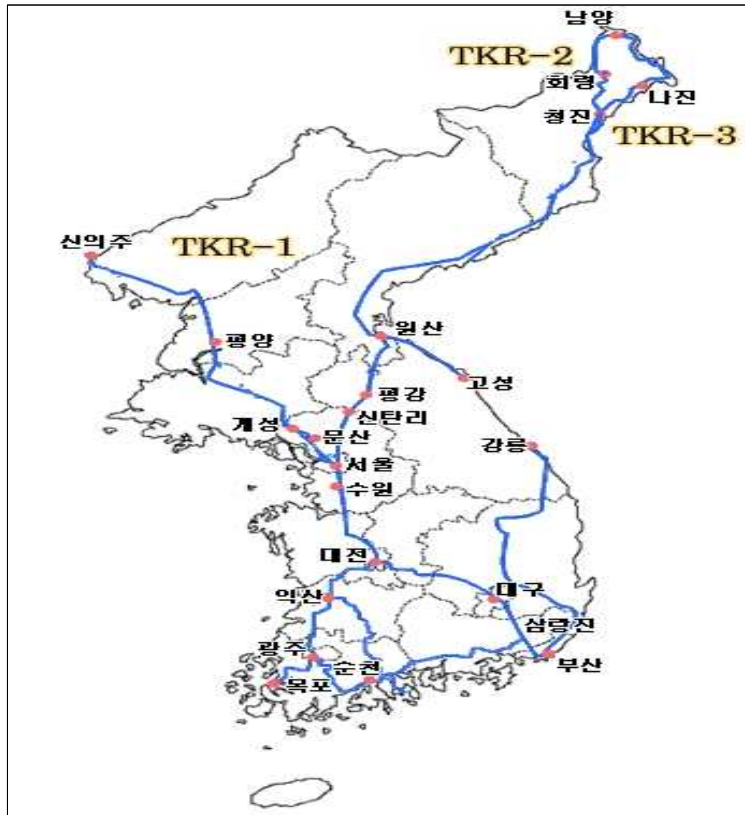 남양
TKR-2
회령
나진
청진
TKR-3
신의주
TKR-1
원산
평양
고성
평강
신탄리
개성
문산
강릉
서울
수원
대전
대구
익산
삼랑진
광주
순천
부산
목포